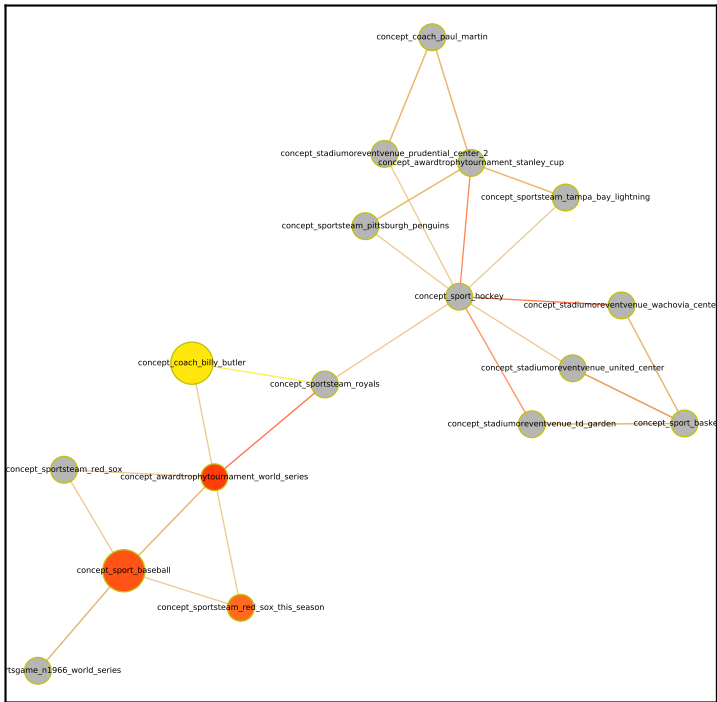 concept_coach_paul_martin
concept_stadiumoreventvenue_prudential_center_2
concept_awardtrophytournament_stanley_cup
concept_sportsteam_tampa_bay_lightning
concept_sportsteam_pittsburgh_penguins
concept_sport_hockey
concept_stadiumoreventvenue_wachovia_cente
concept_coach_billy_butler
concept_stadiumoreventvenue_united_center
concept_sportsteam_royals
concept_stadiumoreventvenue_td_garden
concept_sport_baske
concept_sportsteam_red_sox
concept_awardtrophytournament_world_series
concept_sport_baseball
concept_sportsteam_red_sox_this_season
rtsgame_n1966_world_series